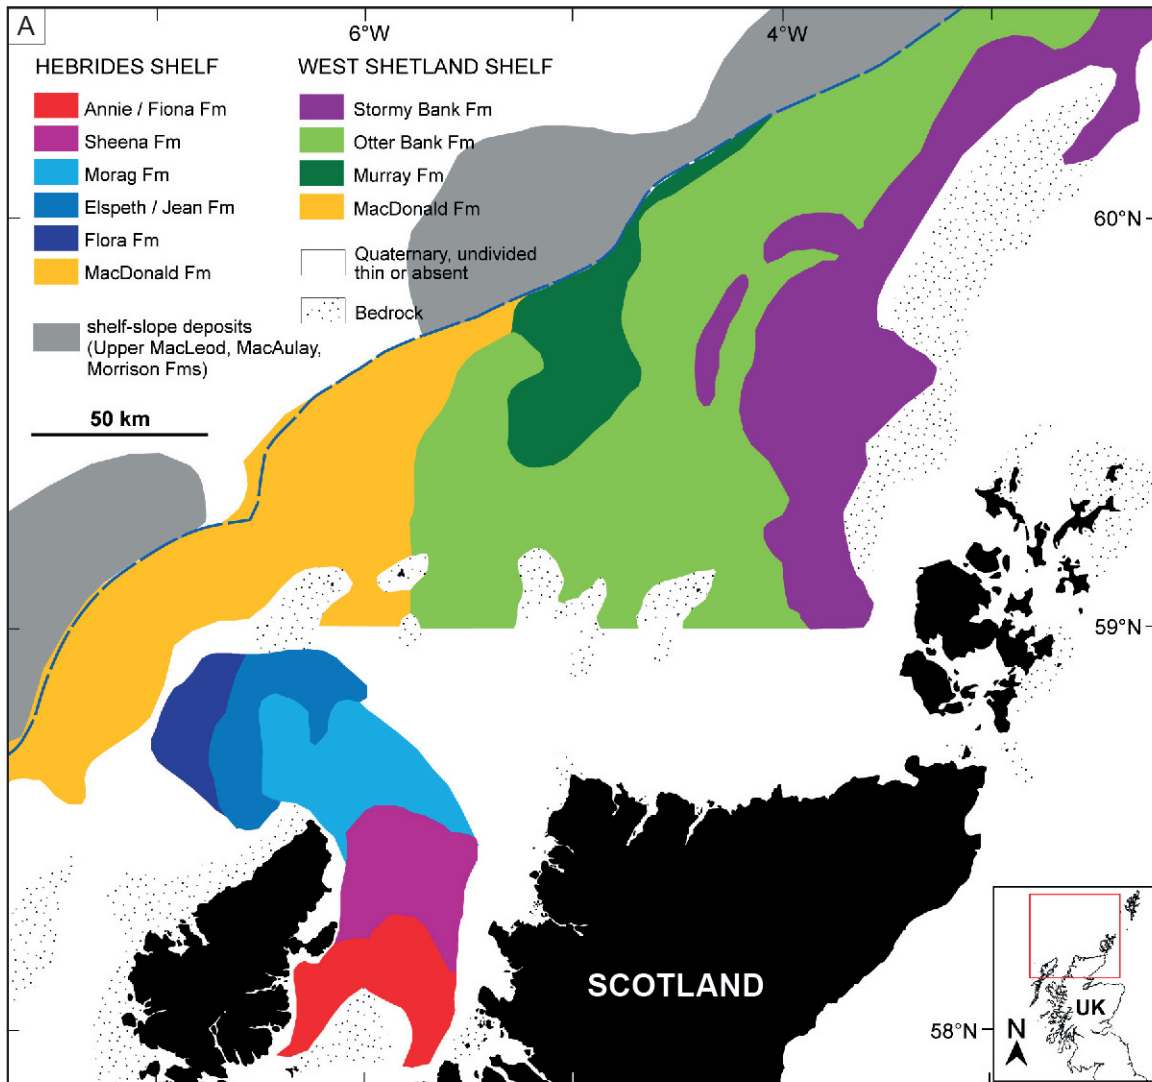 A
6°W
4°W
HEBRIDES SHELF
Annie / Fiona Fm
Sheena Fm
Morag Fm
Elspeth / Jean Fm
Flora Fm
MacDonald Fm
shelf-slope deposits
(Upper MacLeod, MacAulay,
Morrison Fms)
50 km
WEST SHETLAND SHELF
Stormy Bank Fm
Otter Bank Fm
Murray Fm
MacDonald Fm
Quaternary, undivided
thin or absent
Bedrock
60°N
59°N
58°N
SCOTLAND
N
UK